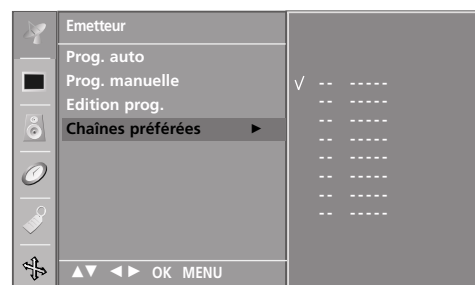 Emetteur
Prog. auto
Prog. manuelle
Edition prog.
Chaînes préférées ►
√ -- -----
-- -----
-- -----
-- -----
-- -----
-- -----
-- -----
-- -----
▲▼ ◄► OK MENU